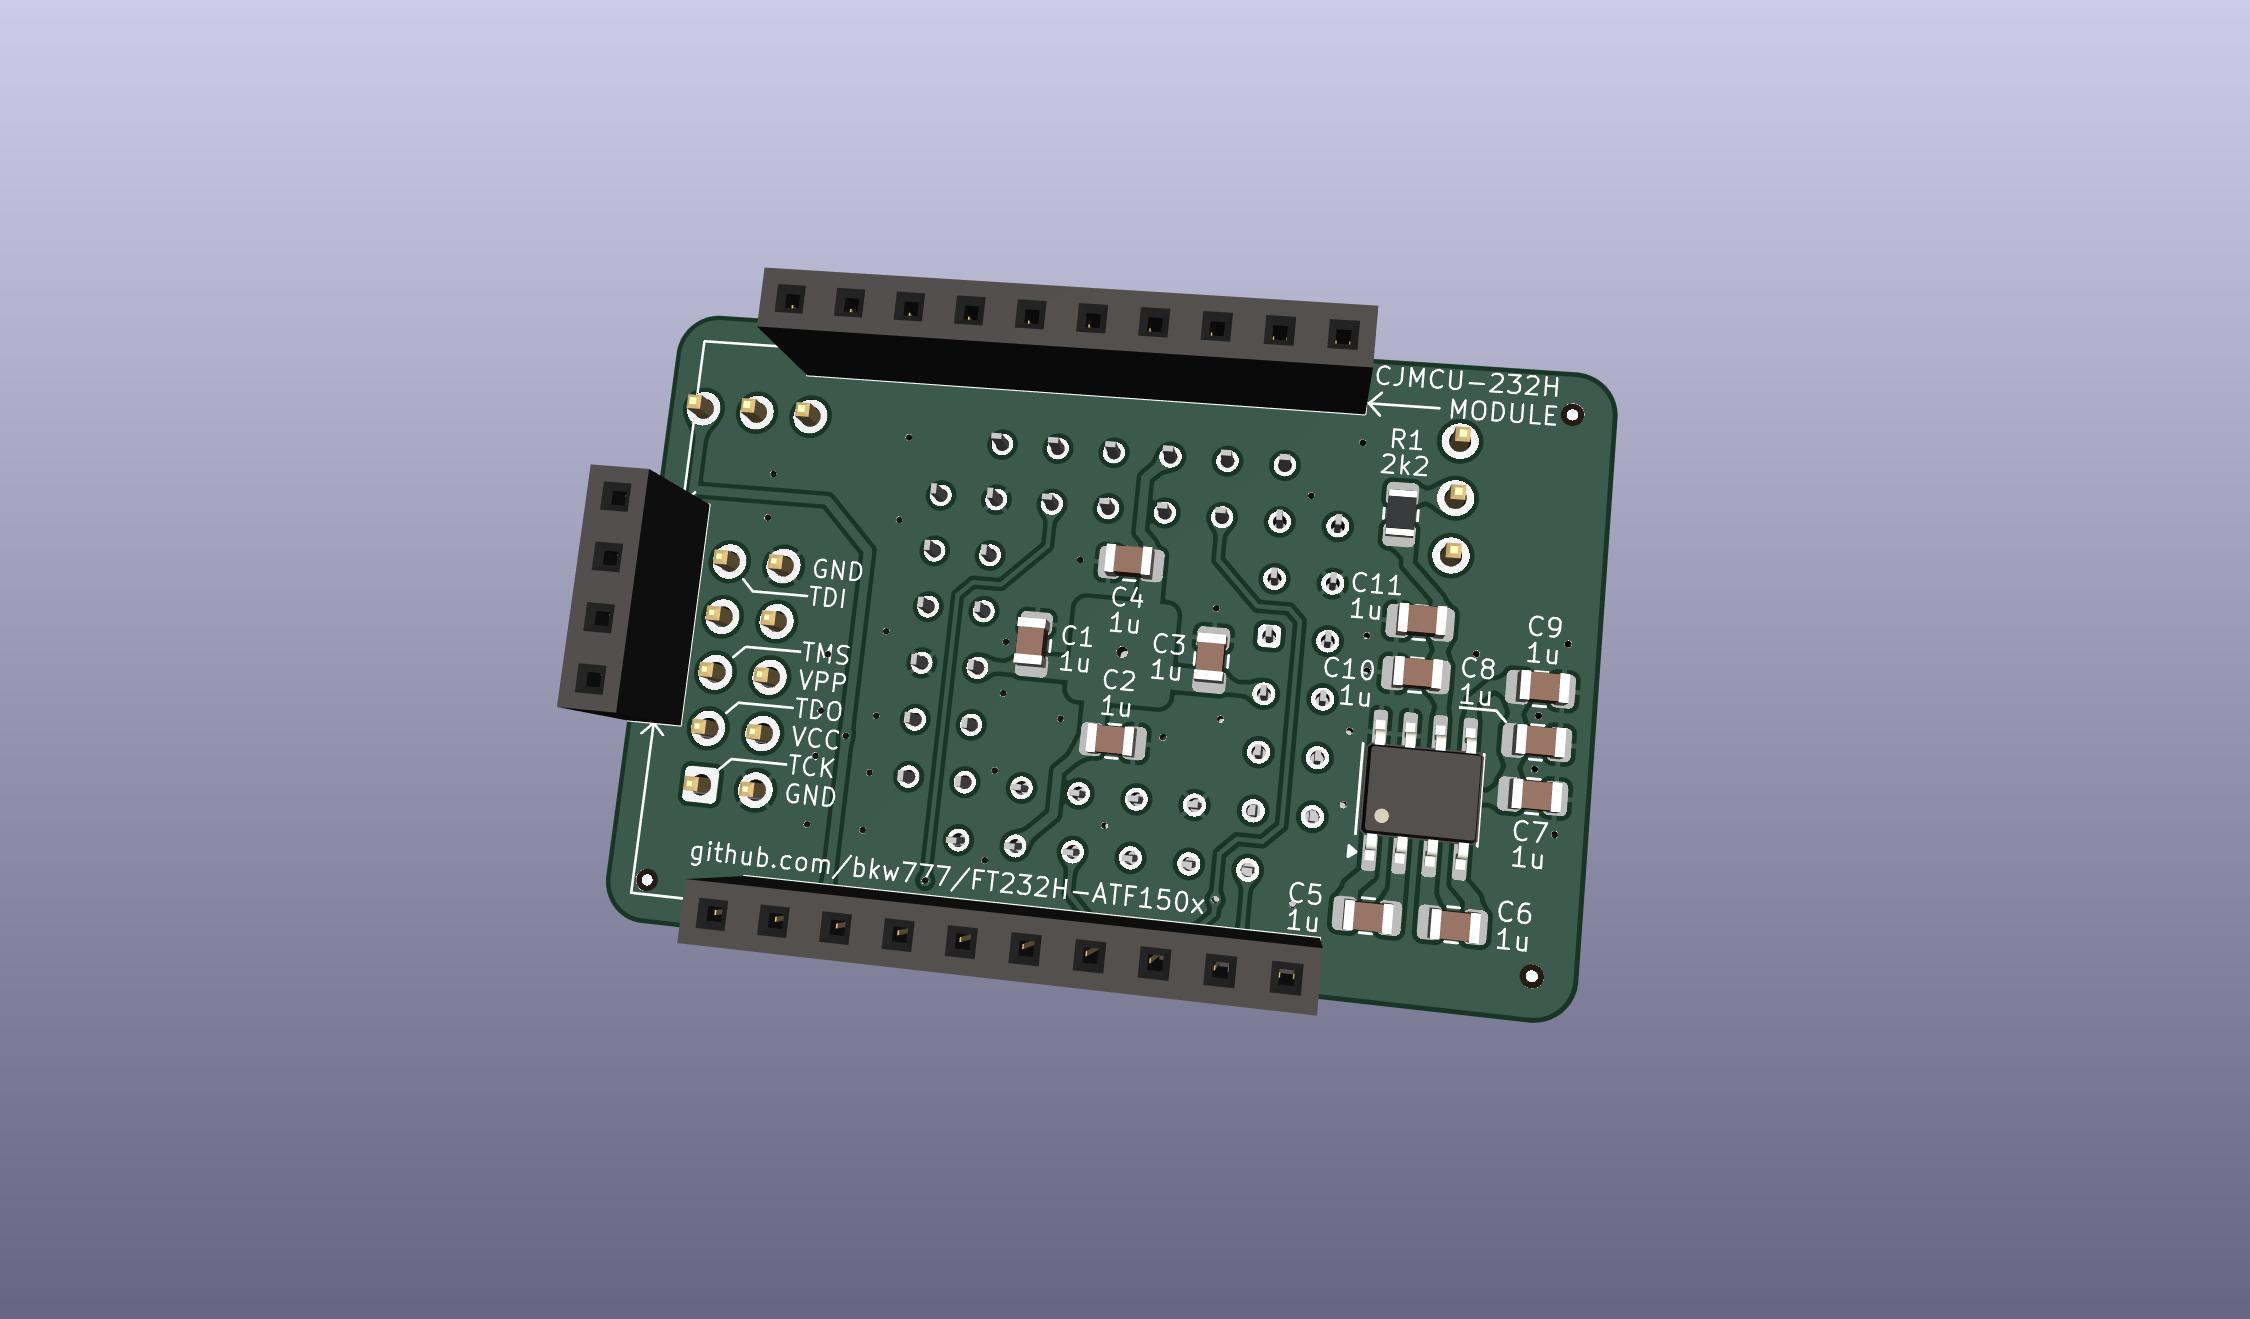 CJMCU-232H
MODULE
R1
2k2
GND
TDI
C11
1u
C4
1u
C1
1u
C3
1u
C9
1u
TMS
VPP
C10
1u
C8
1u
C2
1u
TDO
VCC
TCK
GND
C7
1u
github.com/bkw777/FT232H-ATF150x
C5
1u
C6
1u